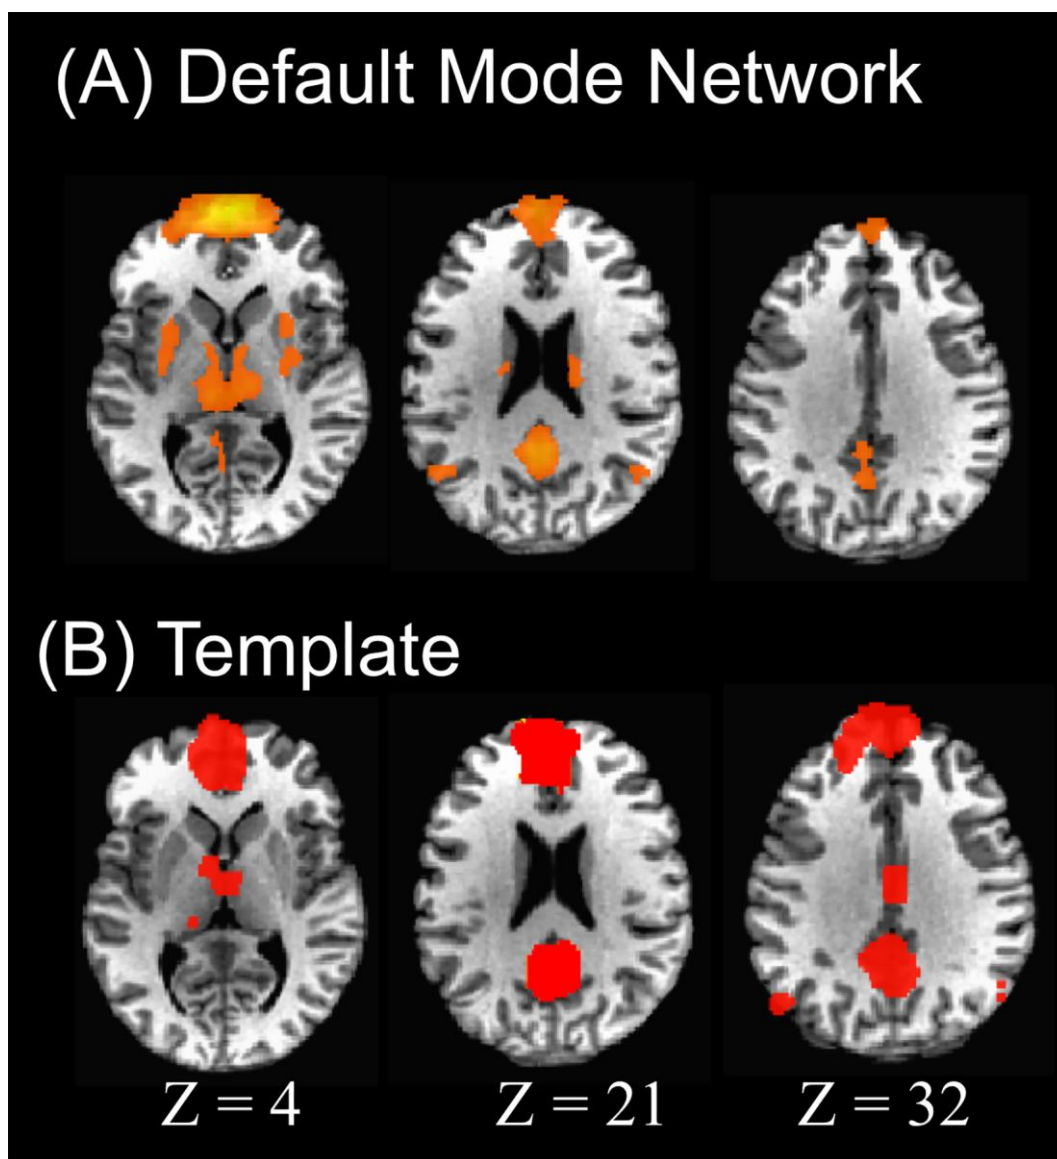 (A) Default Mode Network
(B) Template
Z = 4 Z = 21 Z = 32